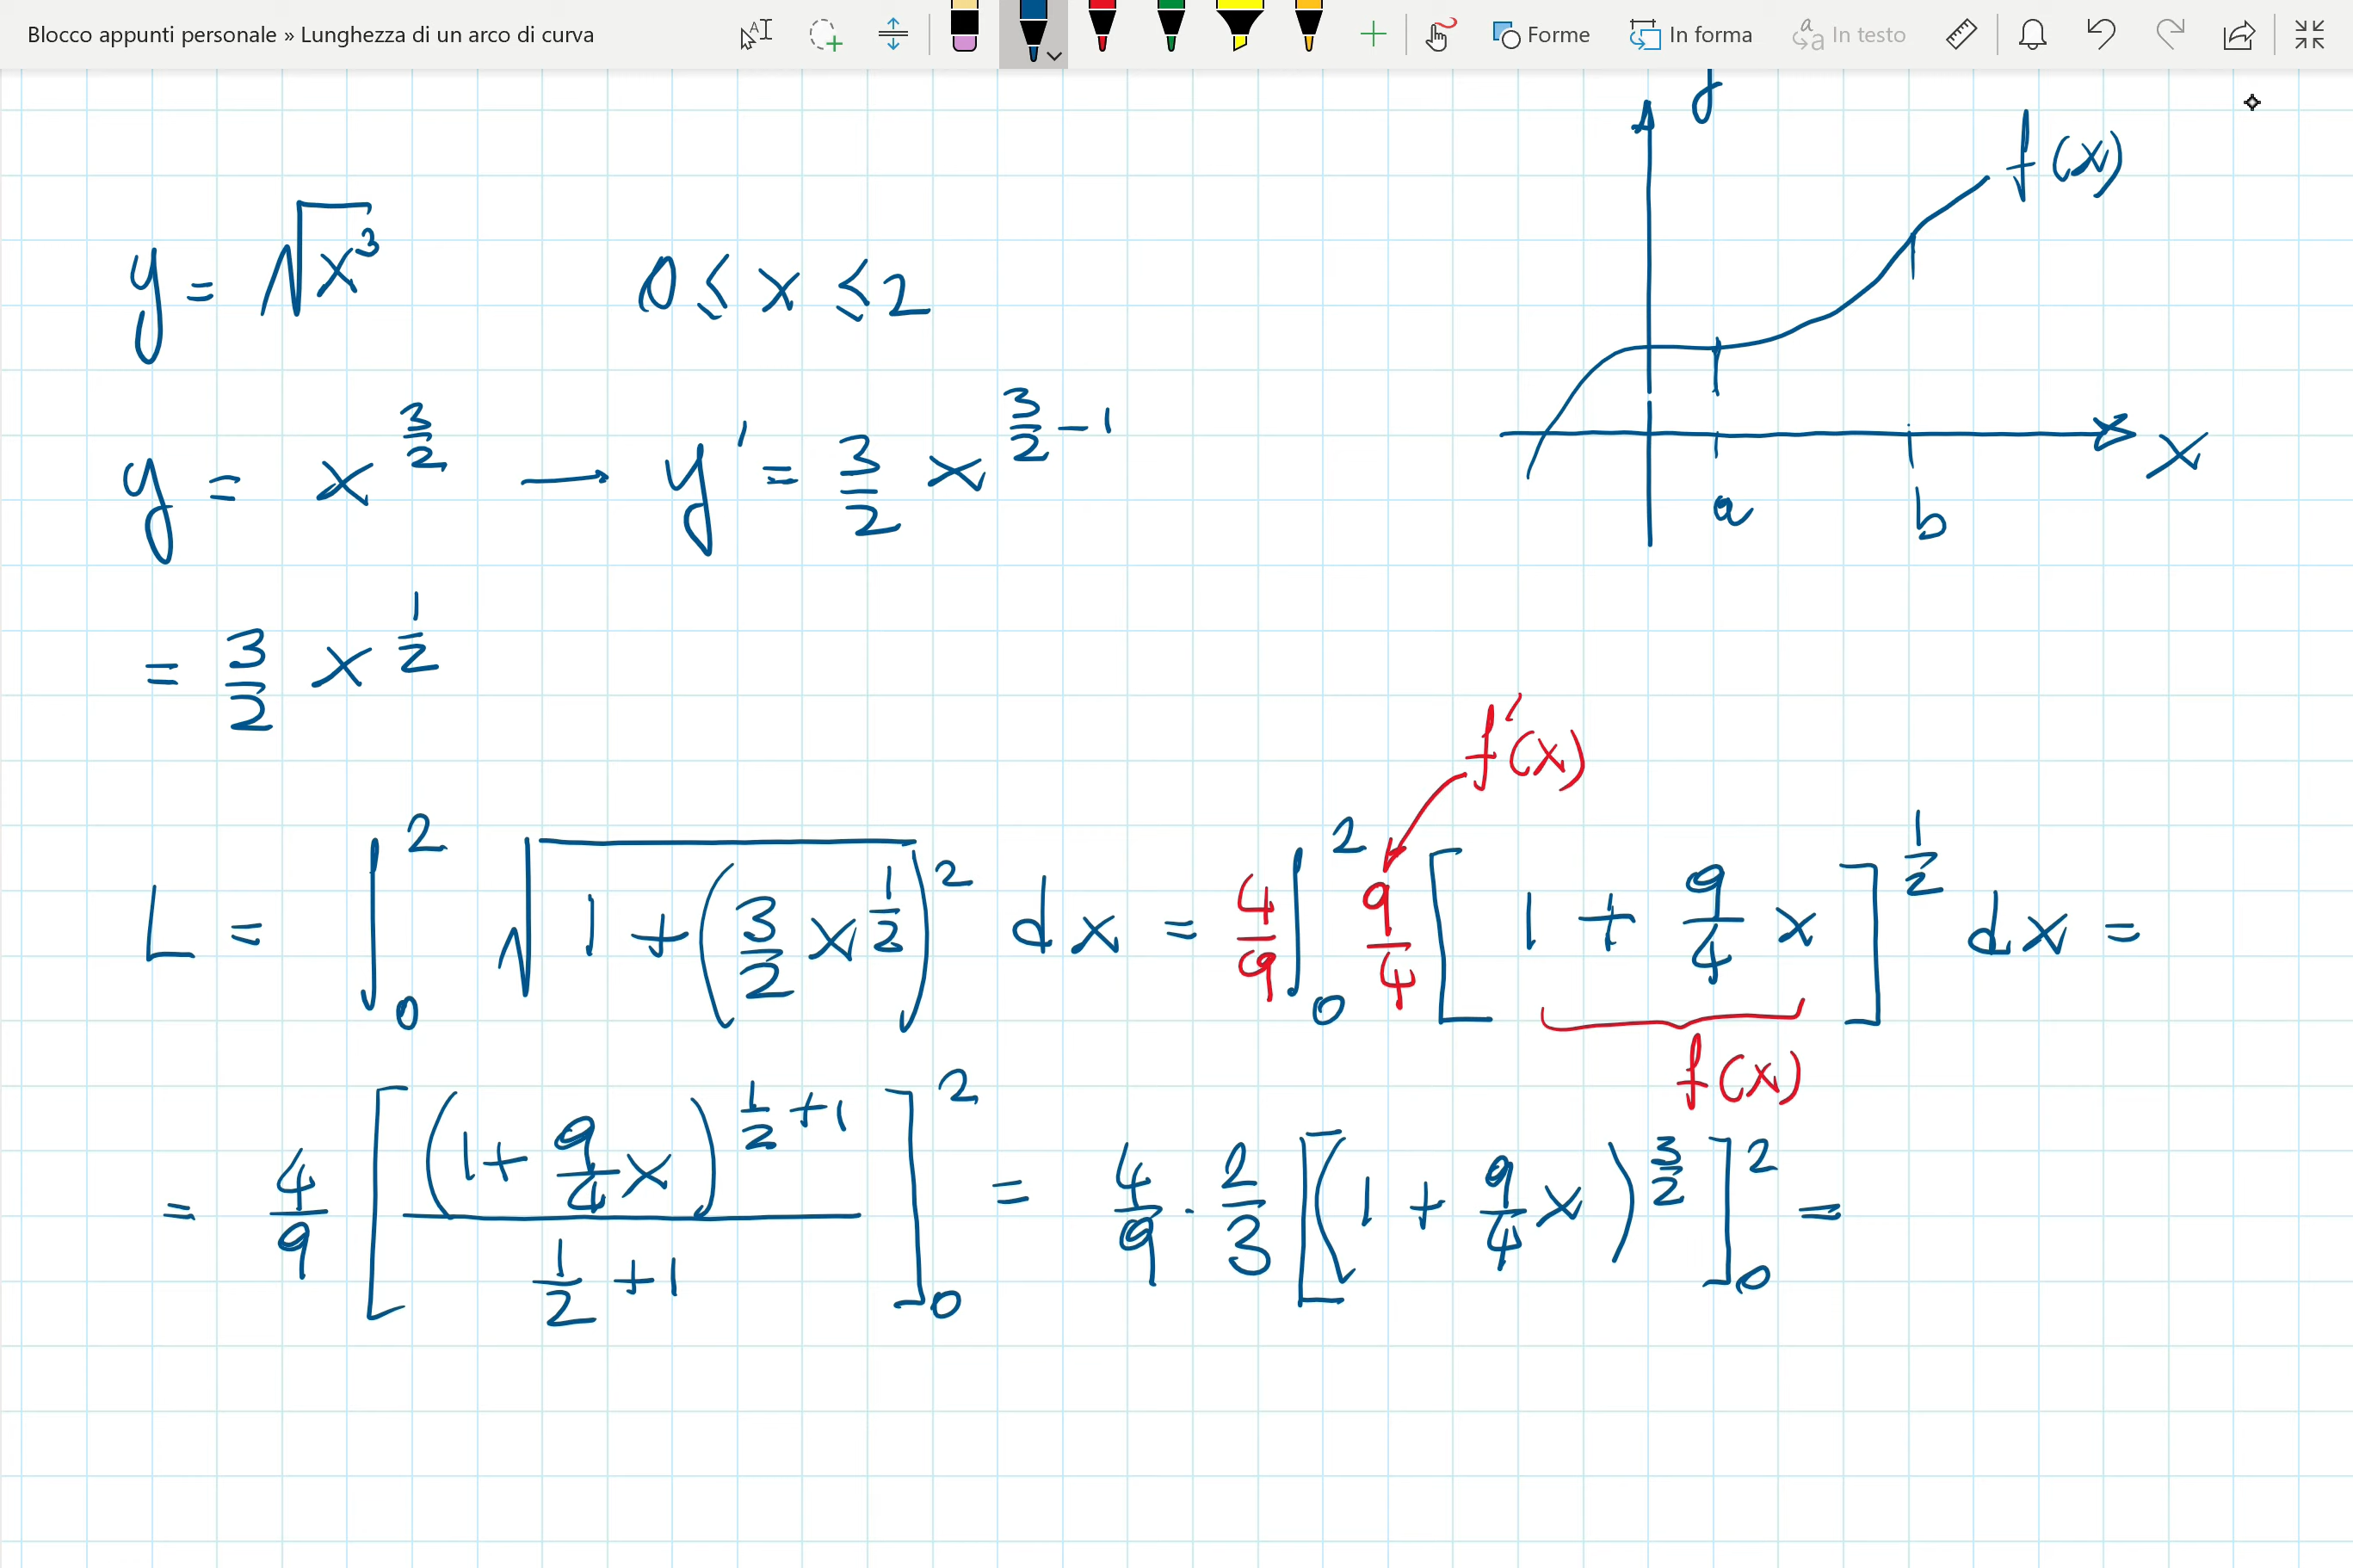 Blocco appunti personale » Lunghezza di un arco di curva
Forme
In forma
In testo
y
f(x)
y = √x³ 0 ≤ x ≤ 2
x
a b
y = x^(3/2) → y' = 3/2 x^(3/2 - 1)
= 3/2 x^(1/2)
f'(x)
L = ∫₀² √(1 + (3/2 x^(1/2))²) dx = 4/9 ∫₀² 9/4 [1 + 9/4 x]^(1/2) dx =
f(x)
= 4/9 [(1 + 9/4 x)^(1/2 + 1) / (1/2 + 1)]₀² = 4/9 · 2/3 [(1 + 9/4 x)^(3/2)]₀² =